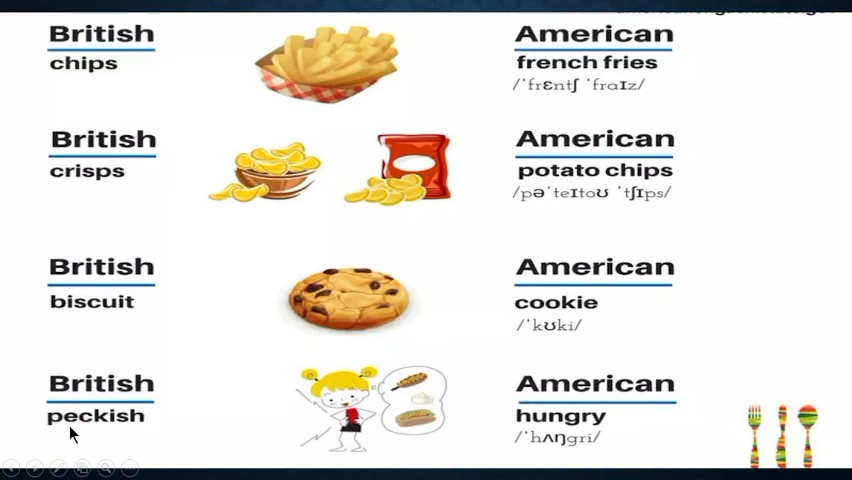 British American
chips french fries
/ˈfrɛntʃ ˈfraɪz/
British American
crisps potato chips
/pəˈteɪtoʊ ˈtʃɪps/
British American
biscuit cookie
/ˈkʊki/
British American
peckish hungry
/ˈhʌŋgri/